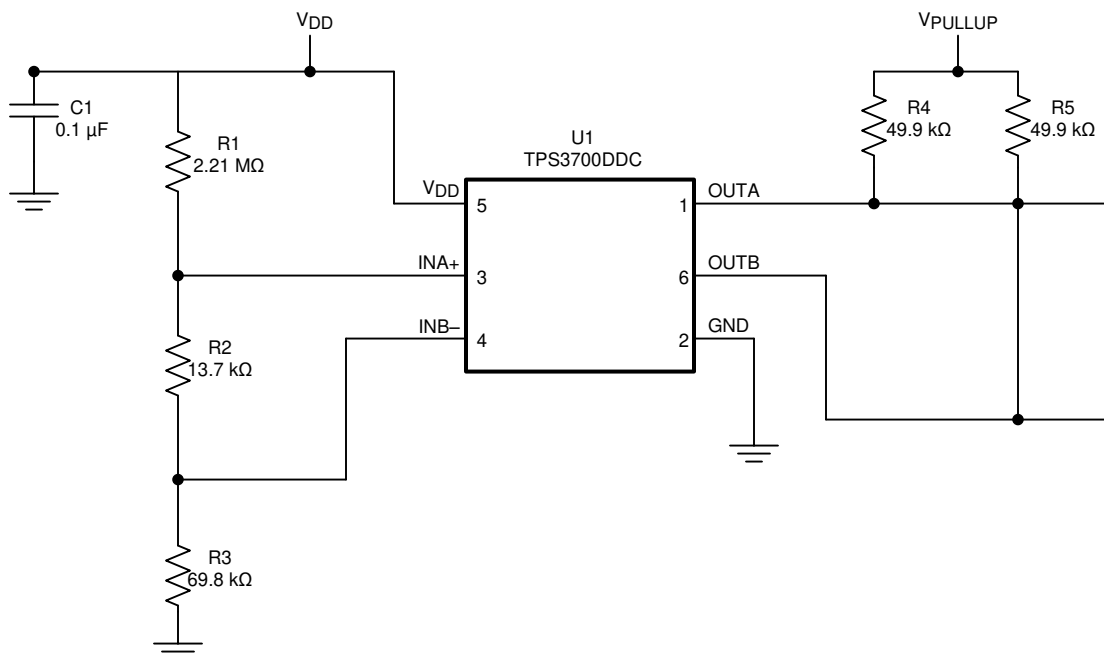 VDD
VPULLUP
C1
0.1 µF
R1
2.21 MΩ
R4
49.9 kΩ
R5
49.9 kΩ
U1
TPS3700DDC
VDD
5
1
OUTA
INA+
3
6
OUTB
INB–
4
2
GND
R2
13.7 kΩ
R3
69.8 kΩ